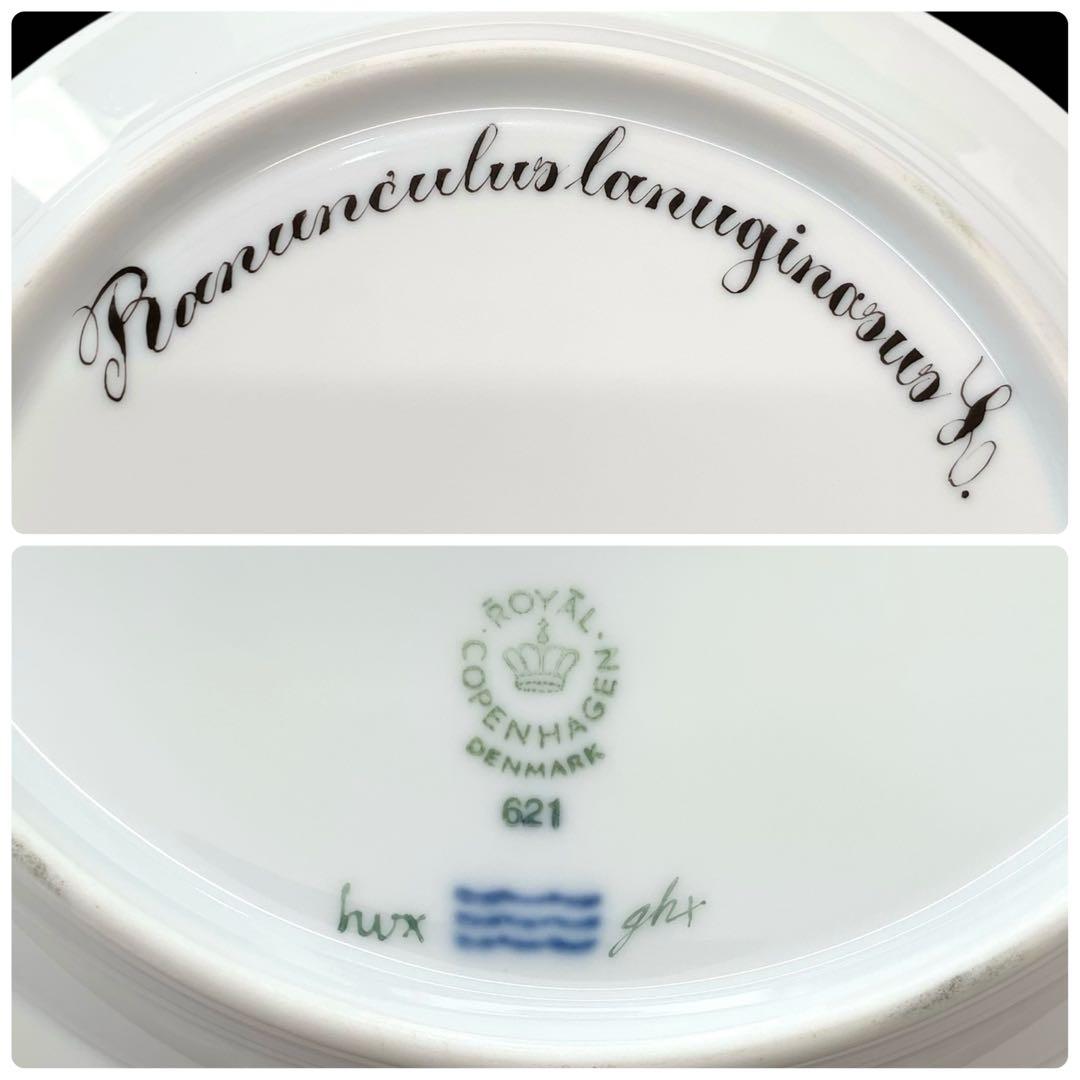 Ranunculus lanuginosus L.
ROYAL
COPENHAGEN
DENMARK
621
hvx ghx